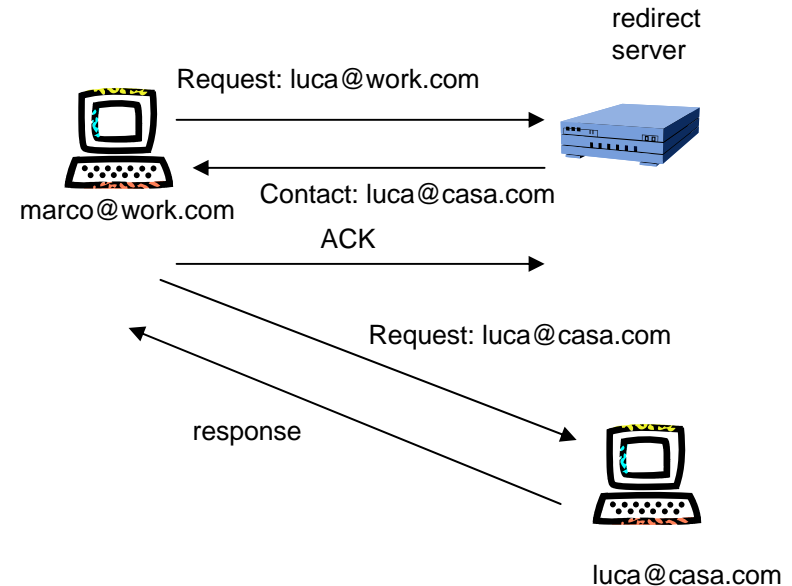 redirect
server
Request: luca@work.com
Contact: luca@casa.com
marco@work.com
ACK
Request: luca@casa.com
response
luca@casa.com